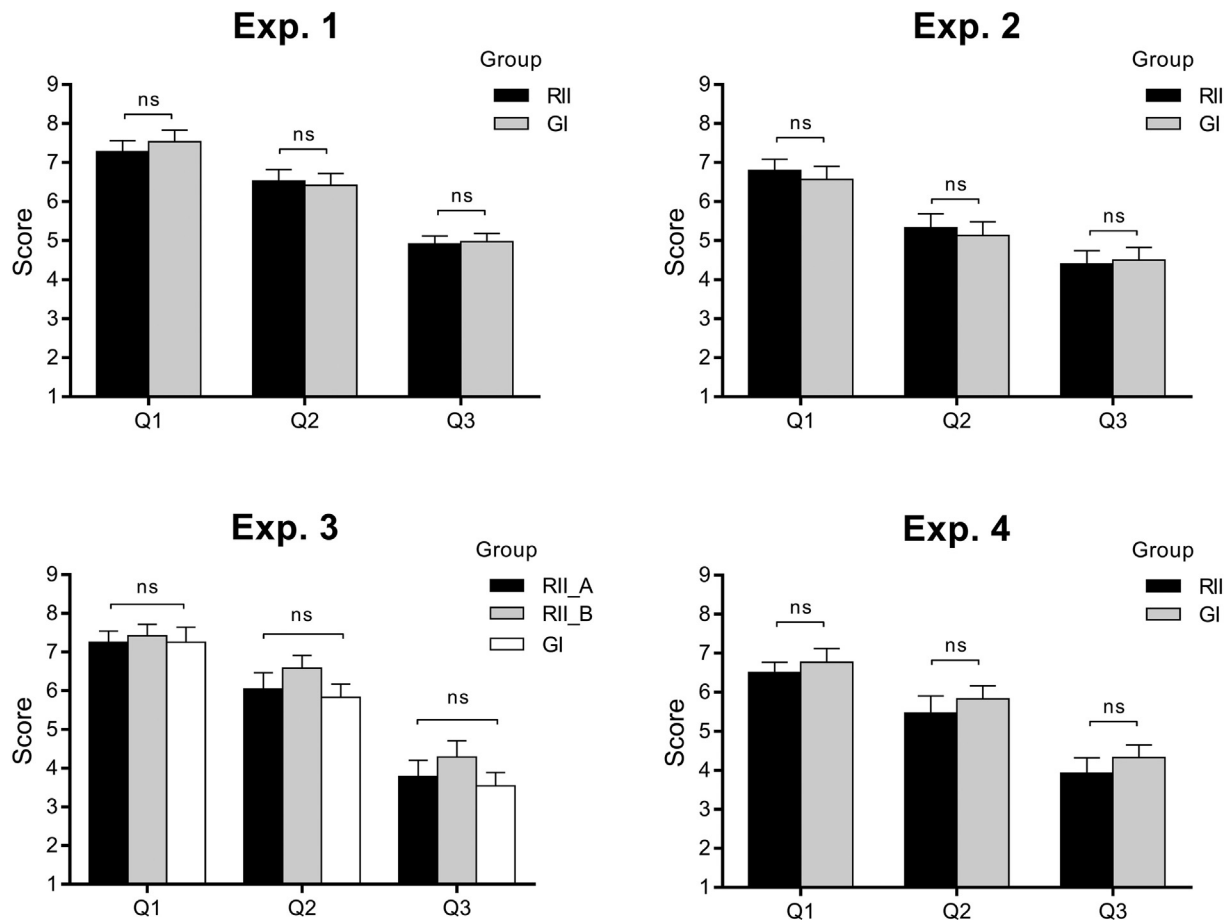 Exp. 1
Group
RII
GI
Score
9
8
7
6
5
4
3
2
1
ns
ns
ns
Q1
Q2
Q3
Exp. 2
Group
RII
GI
Score
9
8
7
6
5
4
3
2
1
ns
ns
ns
Q1
Q2
Q3
Exp. 3
Group
RII_A
RII_B
GI
Score
9
8
7
6
5
4
3
2
1
ns
ns
ns
Q1
Q2
Q3
Exp. 4
Group
RII
GI
Score
9
8
7
6
5
4
3
2
1
ns
ns
ns
Q1
Q2
Q3